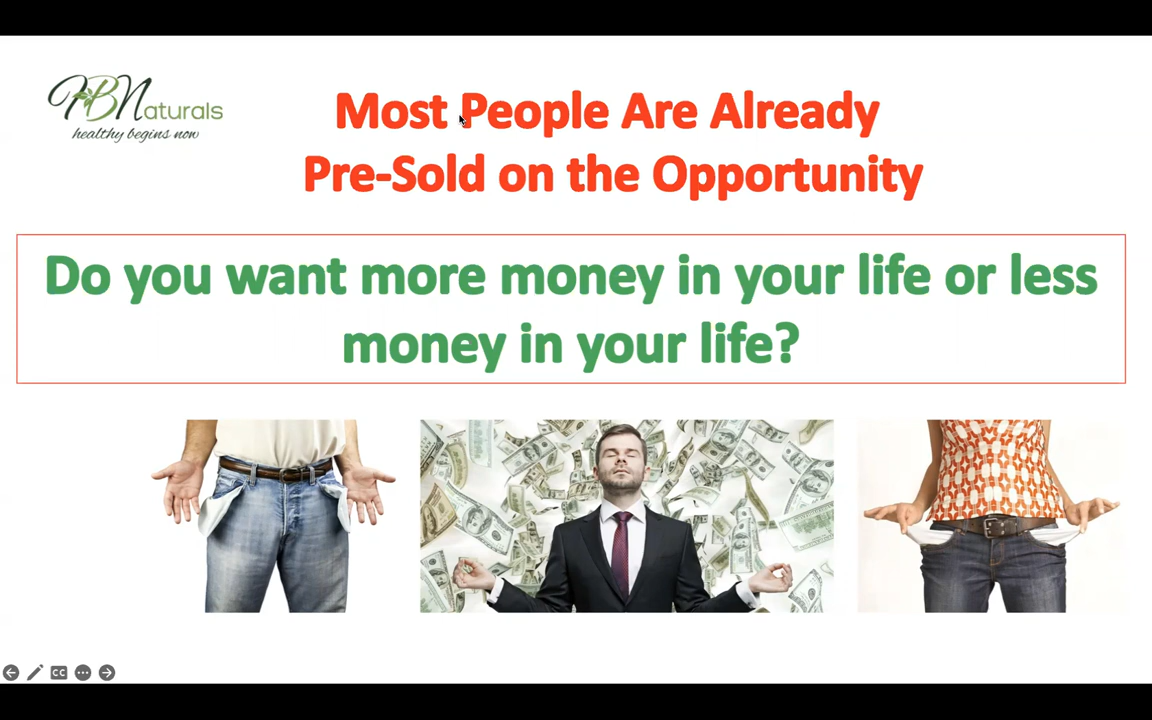 HBNaturals
healthy begins now
Most People Are Already
Pre-Sold on the Opportunity
Do you want more money in your life or less
money in your life?
CC